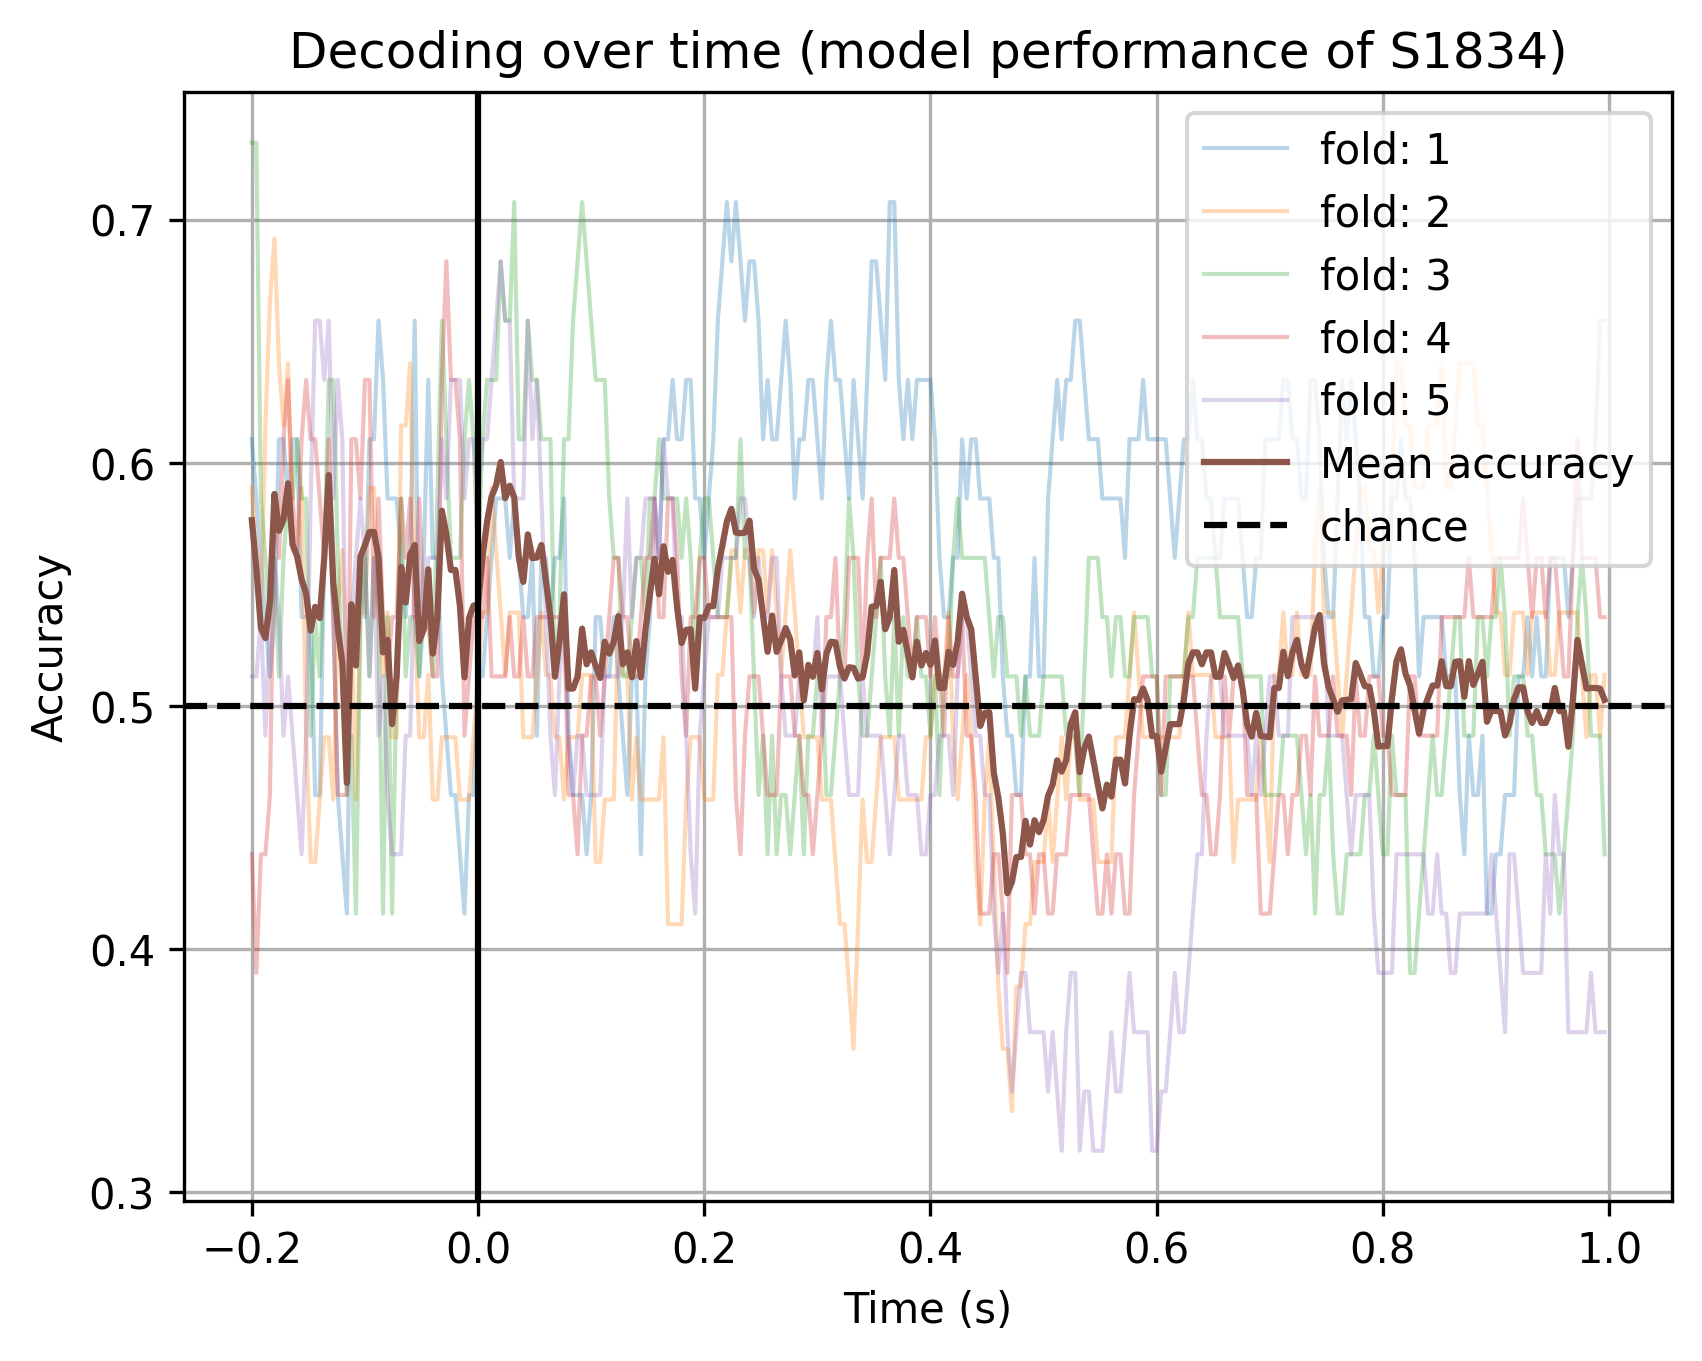 Decoding over time (model performance of S1834)
fold: 1
fold: 2
fold: 3
fold: 4
fold: 5
Mean accuracy
chance
Accuracy
0.7
0.6
0.5
0.4
0.3
−0.2 0.0 0.2 0.4 0.6 0.8 1.0
Time (s)